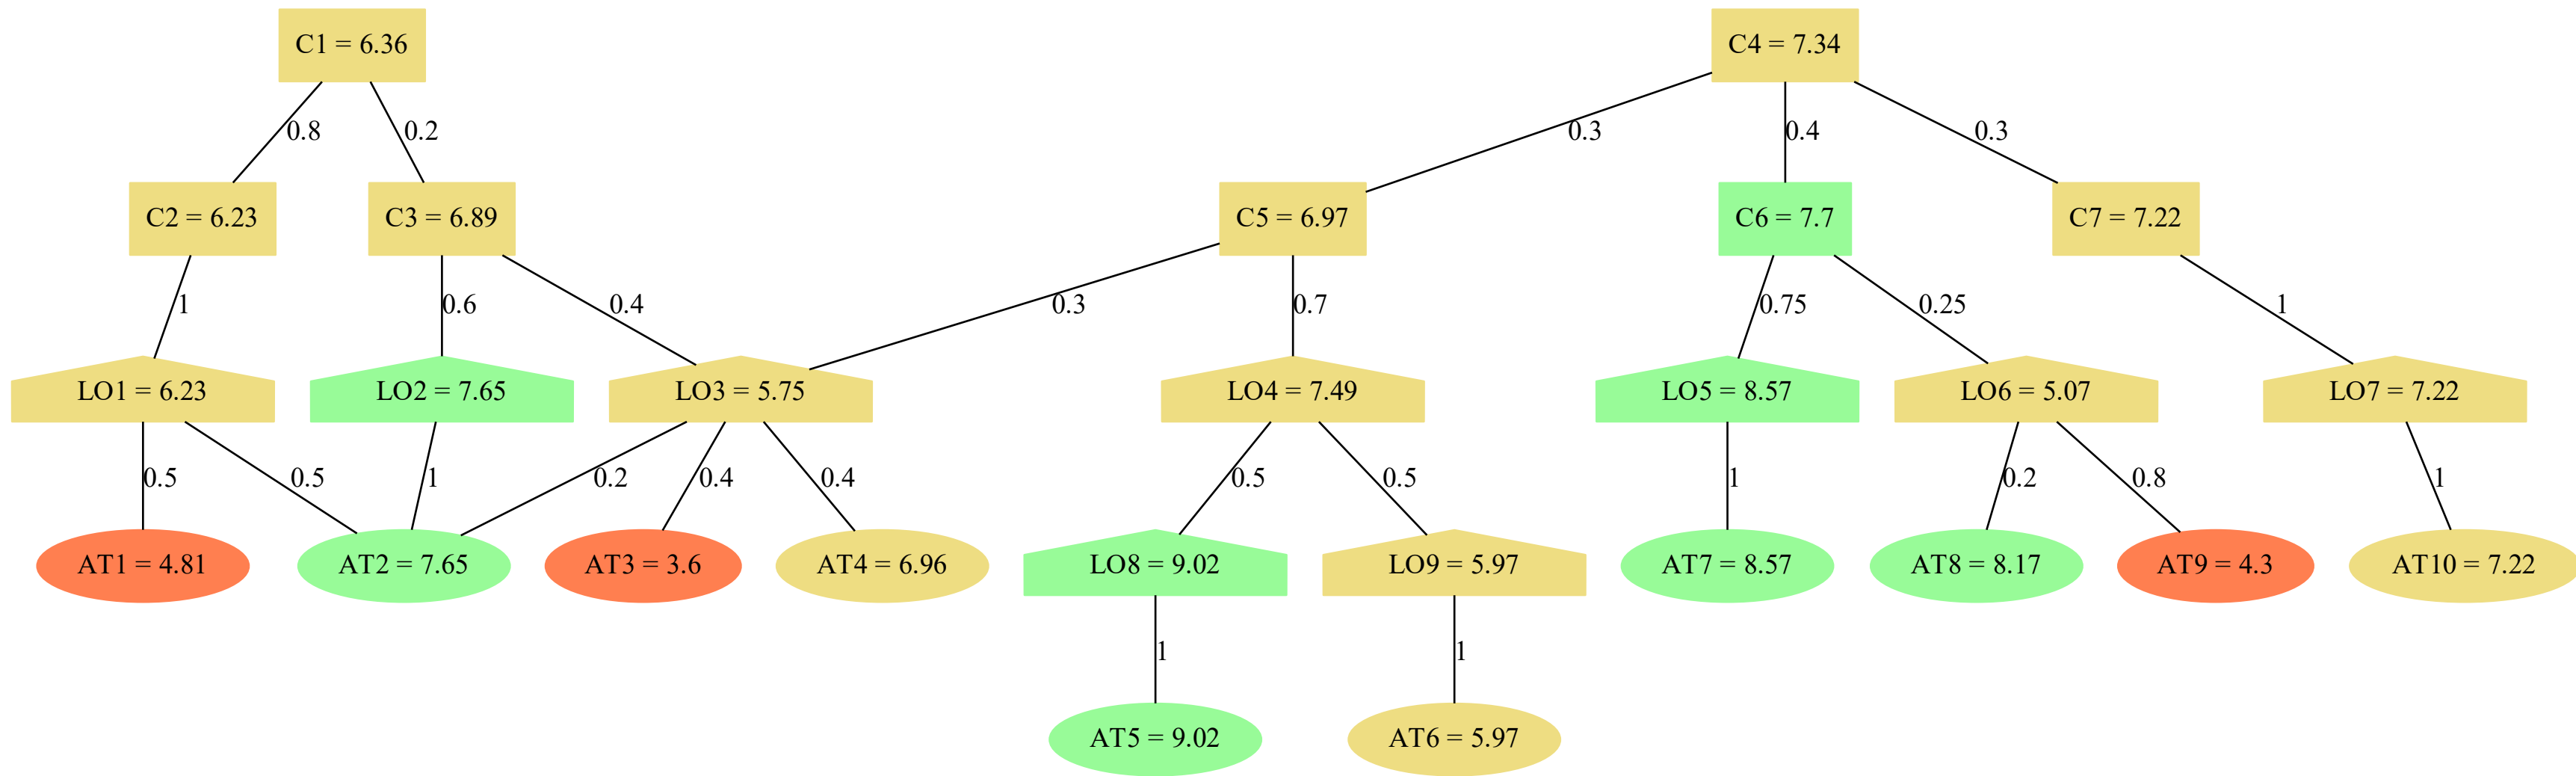 C1 = 6.36
C4 = 7.34
0.8
0.2
0.3
0.4
0.3
C2 = 6.23
C3 = 6.89
C5 = 6.97
C6 = 7.7
C7 = 7.22
1
0.6
0.4
0.3
0.7
0.75
0.25
1
LO1 = 6.23
LO2 = 7.65
LO3 = 5.75
LO4 = 7.49
LO5 = 8.57
LO6 = 5.07
LO7 = 7.22
0.5
0.5
1
0.2
0.4
0.4
0.5
0.5
1
0.2
0.8
1
AT1 = 4.81
AT2 = 7.65
AT3 = 3.6
AT4 = 6.96
LO8 = 9.02
LO9 = 5.97
AT7 = 8.57
AT8 = 8.17
AT9 = 4.3
AT10 = 7.22
1
1
AT5 = 9.02
AT6 = 5.97